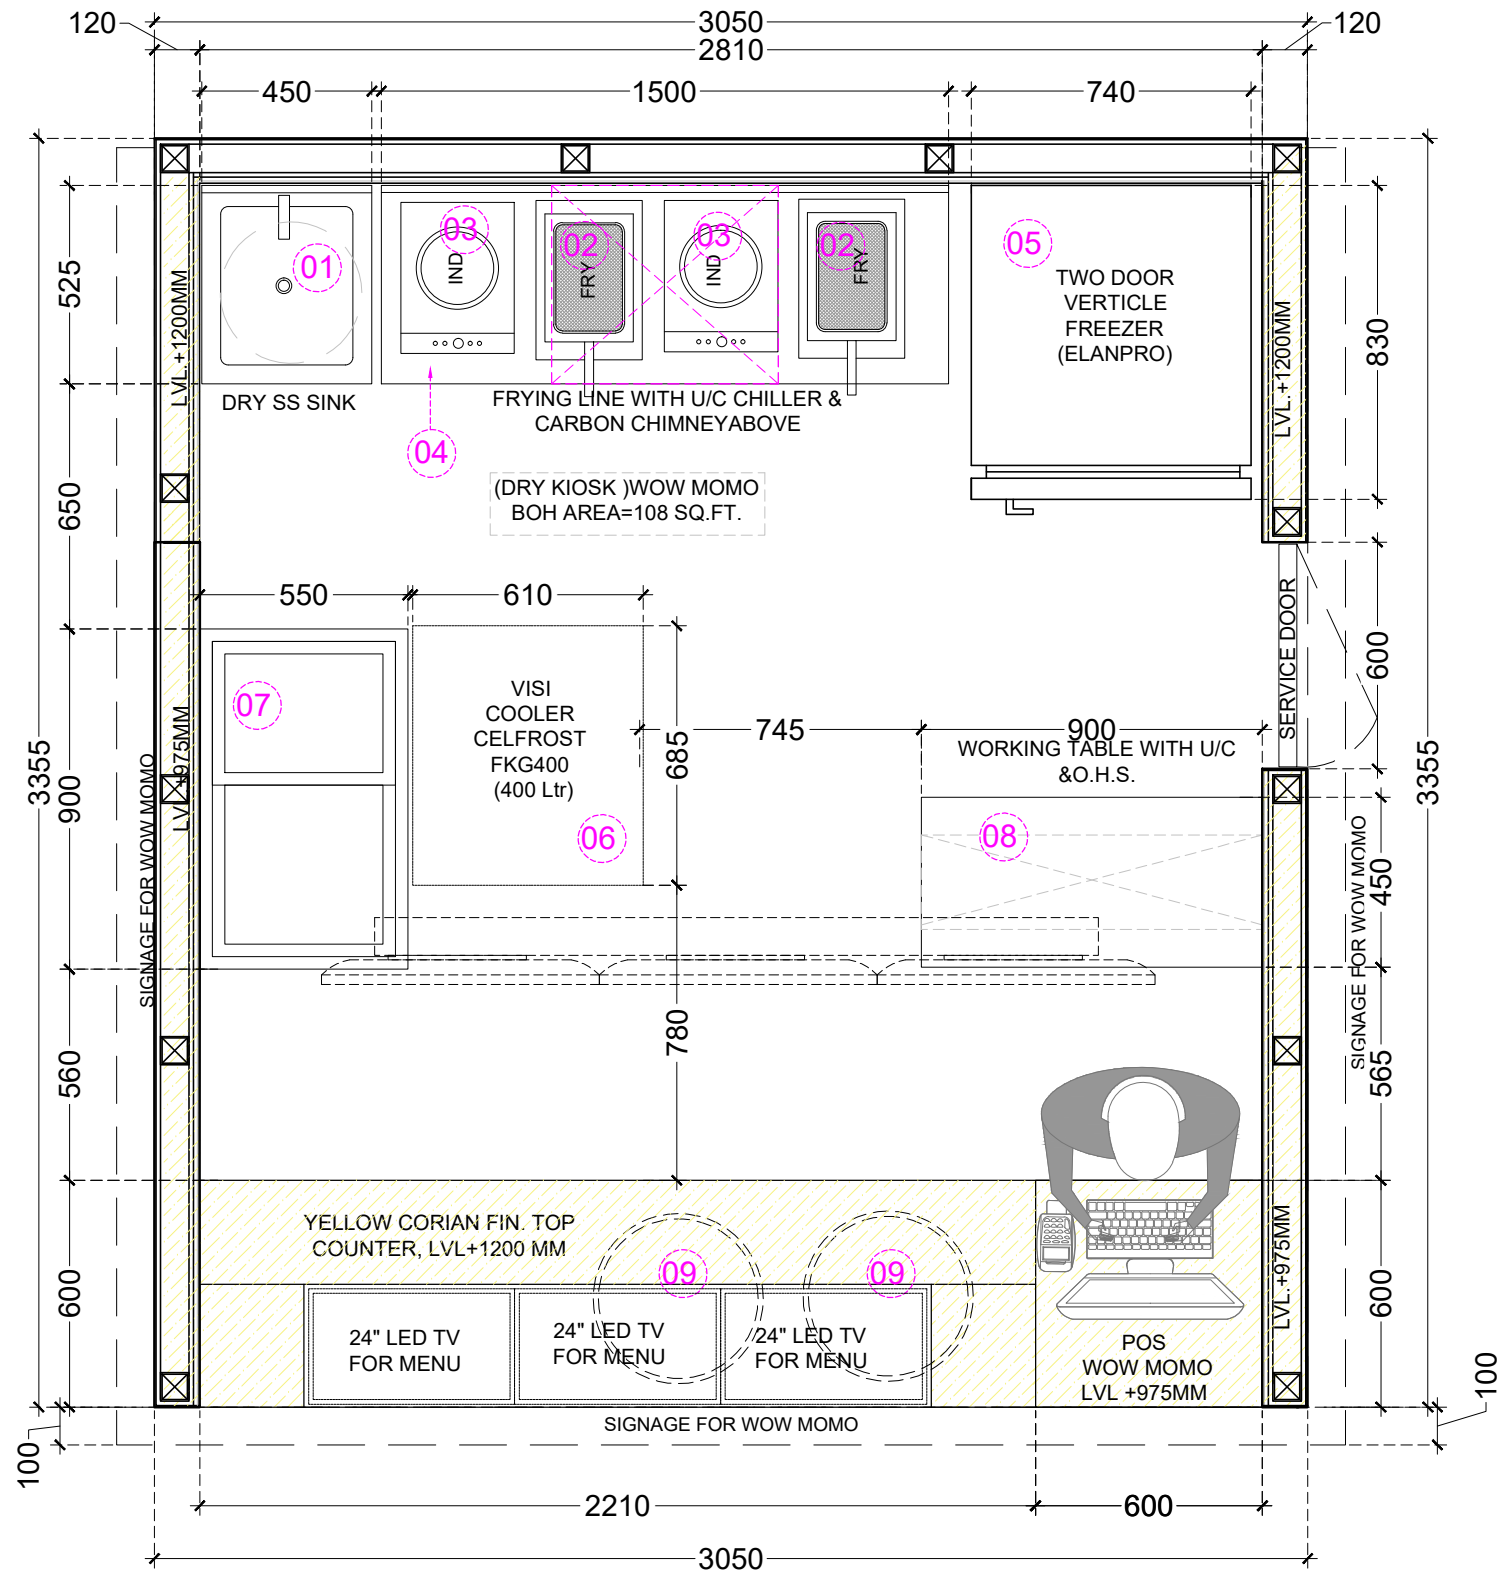 3050
120
120
2810
450
1500
740
525
650
900
560
600
3355
100
830
600
3355
450
565
600
100
LVL.+1200MM
LVL.+1200MM
01
03
IND
02
FRY
03
IND
02
FRY
05
TWO DOOR
VERTICLE
FREEZER
(ELANPRO)
DRY SS SINK
FRYING LINE WITH U/C CHILLER &
CARBON CHIMNEYABOVE
04
(DRY KIOSK )WOW MOMO
BOH AREA=108 SQ.FT.
550
610
07
VISI
COOLER
CELFROST
FKG400
(400 Ltr)
06
685
745
900
WORKING TABLE WITH U/C
&O.H.S.
08
SERVICE DOOR
LVL.+975MM
SIGNAGE FOR WOW MOMO
SIGNAGE FOR WOW MOMO
780
YELLOW CORIAN FIN. TOP
COUNTER, LVL+1200 MM
09
09
24" LED TV
FOR MENU
24" LED TV
FOR MENU
24" LED TV
FOR MENU
POS
WOW MOMO
LVL +975MM
LVL.+975MM
SIGNAGE FOR WOW MOMO
2210
600
3050